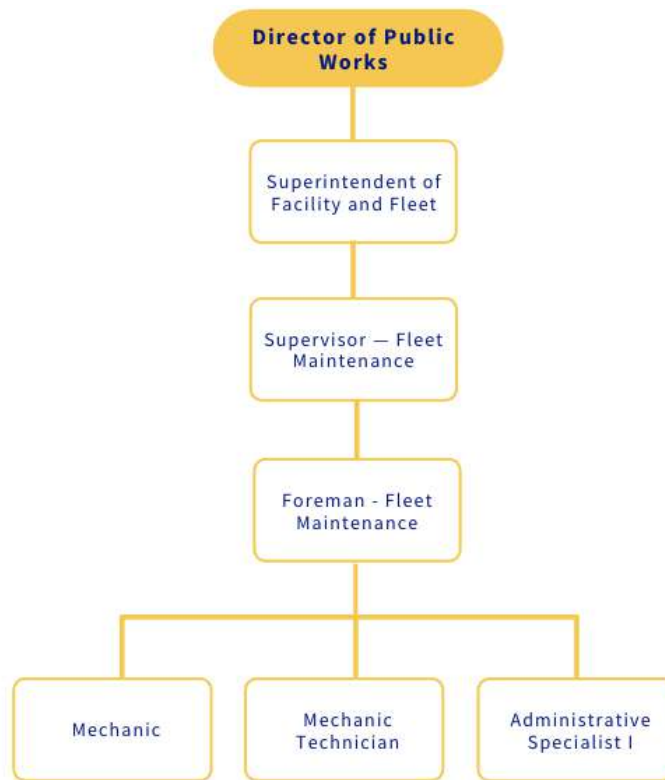 Director of Public
Works
Superintendent of
Facility and Fleet
Supervisor — Fleet
Maintenance
Foreman - Fleet
Maintenance
Mechanic
Mechanic
Technician
Administrative
Specialist I